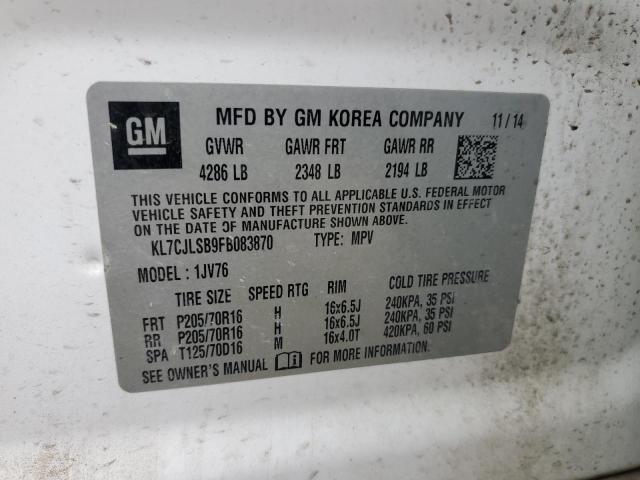 GM
MFD BY GM KOREA COMPANY 11 / 14
GVWR GAWR FRT GAWR RR
4286 LB 2348 LB 2194 LB
THIS VEHICLE CONFORMS TO ALL APPLICABLE U.S. FEDERAL MOTOR
VEHICLE SAFETY AND THEFT PREVENTION STANDARDS IN EFFECT
ON THE DATE OF MANUFACTURE SHOWN ABOVE.
KL7CJLSB9FB083870 TYPE: MPV
MODEL : 1JV76
TIRE SIZE SPEED RTG RIM COLD TIRE PRESSURE
FRT P205/70R16 H 16x6.5J 240KPA, 35 PSI
RR P205/70R16 H 16x6.5J 240KPA, 35 PSI
SPA T125/70D16 M 16x4.0T 420KPA, 60 PSI
SEE OWNER'S MANUAL FOR MORE INFORMATION.